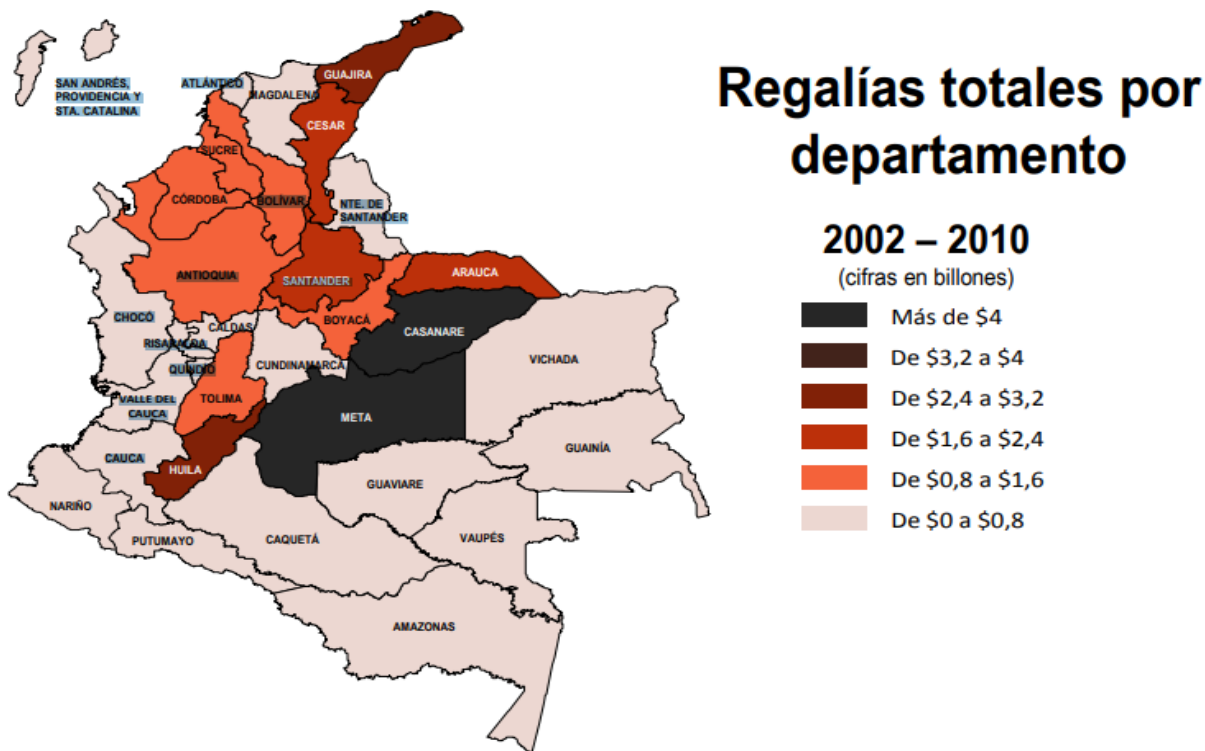 Regalías totales por
departamento
2002 – 2010
(cifras en billones)
Más de $4
De $3,2 a $4
De $2,4 a $3,2
De $1,6 a $2,4
De $0,8 a $1,6
De $0 a $0,8
SAN ANDRÉS,
PROVIDENCIA Y
STA. CATALINA
ATLÁNTICO
GUAJIRA
MAGDALENA
CESAR
SUCRE
CÓRDOBA
BOLÍVAR
NTE. DE
SANTANDER
ANTIOQUIA
SANTANDER
ARAUCA
CHOCÓ
CALDAS
BOYACÁ
CASANARE
RISARALDA
CUNDINAMARCA
VICHADA
QUINDIO
VALLE DEL
CAUCA
TOLIMA
META
GUAINÍA
CAUCA
HUILA
GUAVIARE
NARIÑO
PUTUMAYO
CAQUETÁ
VAUPÉS
AMAZONAS